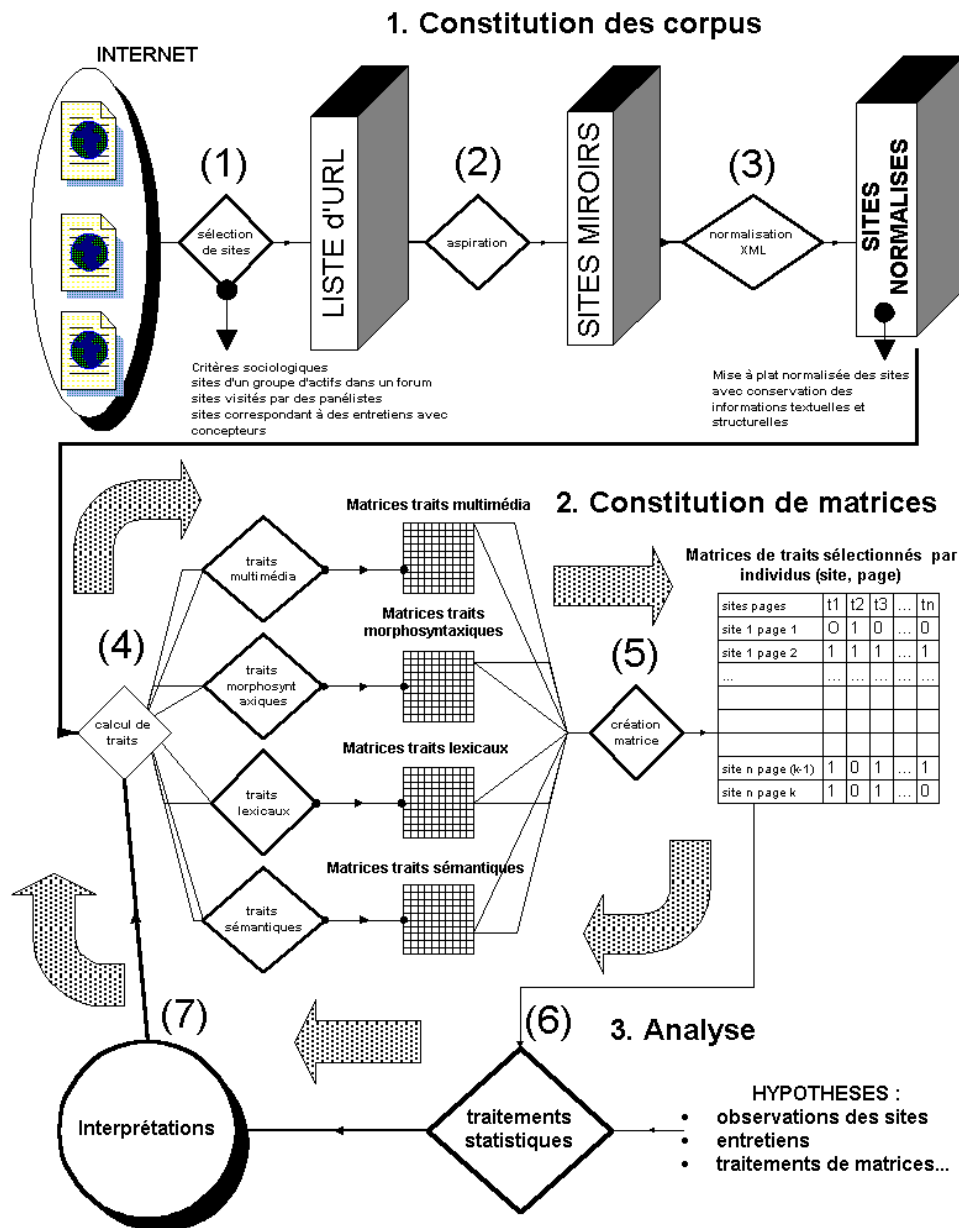 1. Constitution des corpus
INTERNET
(1)
(2)
(3)
sélection
de sites
LISTE d'URL
aspiration
SITES MIROIRS
normalisation
XML
SITES
NORMALISES
Critères sociologiques
sites d'un groupe d'actifs dans un forum
sites visités par des panélistes
sites correspondant à des entretiens avec
concepteurs
Mise à plat normalisée des sites
avec conservation des
informations textuelles et
structurelles
2. Constitution de matrices
Matrices traits multimédia
traits
multimédia
Matrices traits
morphosyntaxiques
traits
morphosynt
axiques
(4)
calcul de
traits
Matrices traits lexicaux
traits
lexicaux
Matrices traits sémantiques
traits
sémantiques
(5)
création
matrice
Matrices de traits sélectionnés par
individus (site, page)
sites pages t1 t2 t3 ... tn
site 1 page 1 O 1 0 ... 0
site 1 page 2 1 1 1 ... 1
... ... ... ... ... ...
site n page (k-1) 1 0 1 ... 1
site n page k 1 0 1 ... 0
(7)
(6)
3. Analyse
Interprétations
traitements
statistiques
HYPOTHESES :
• observations des sites
• entretiens
• traitements de matrices...